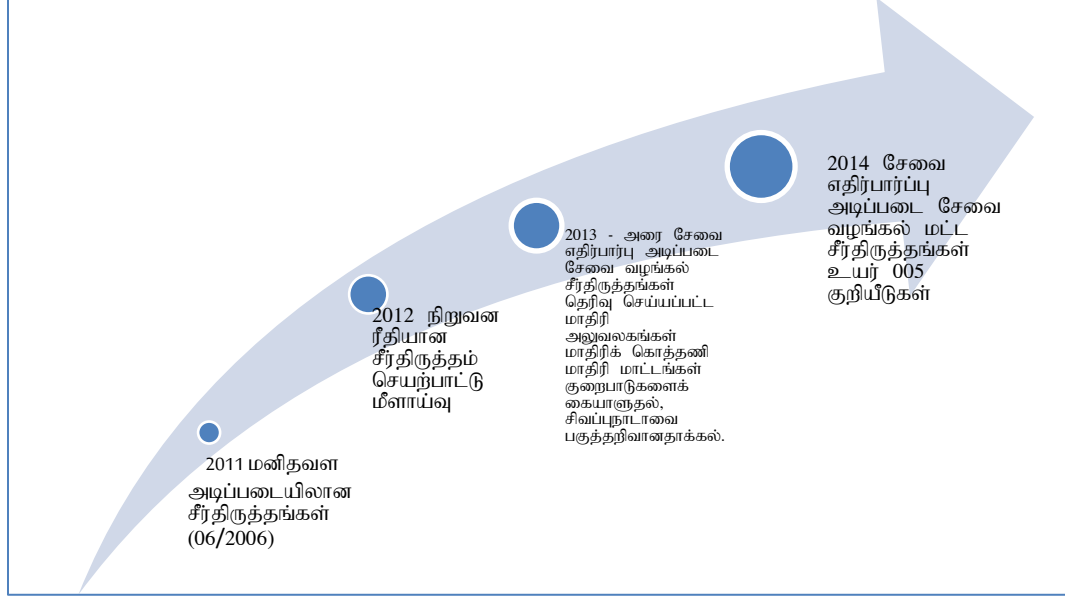 2011 மனிதவள
அடிப்படையிலான
சீர்திருத்தங்கள்
(06/2006)
2012 நிறுவன
ரீதியான
சீர்திருத்தம்
செயற்பாட்டு
மீளாய்வு
2013 - அரை சேவை
எதிர்பார்பு அடிப்படை
சேவை வழங்கல்
சீர்திருத்தங்கள்
தெரிவு செய்யப்பட்ட
மாதிரி
அலுவலகங்கள்
மாதிரிக் கொத்தணி
மாதிரி மாட்டங்கள்
குறைபாடுகளைக்
கையாளுதல்,
சிவப்புநாடாவை
பகுத்தறிவானதாக்கல்.
2014 சேவை
எதிர்பார்ப்பு
அடிப்படை சேவை
வழங்கல் மட்ட
சீர்திருத்தங்கள்
உயர் 005
குறியீடுகள்